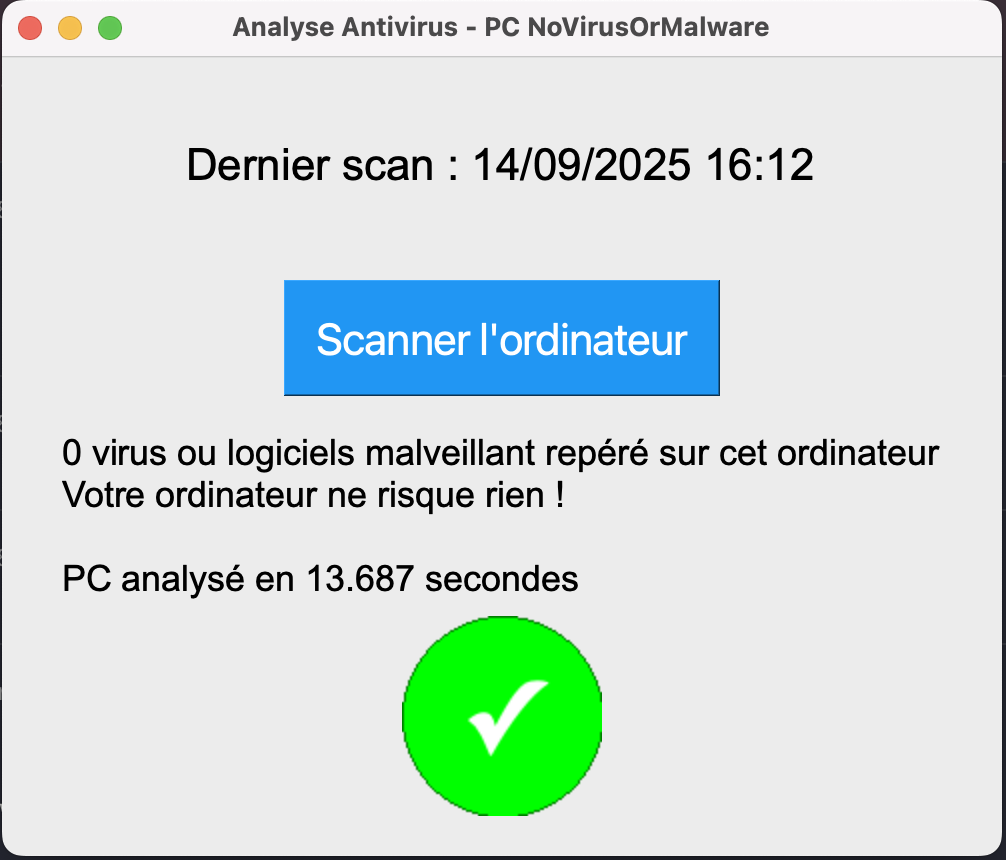 Analyse Antivirus - PC NoVirusOrMalware
Dernier scan : 14/09/2025 16:12
Scanner l'ordinateur
0 virus ou logiciels malveillant repéré sur cet ordinateur
Votre ordinateur ne risque rien !
PC analysé en 13.687 secondes